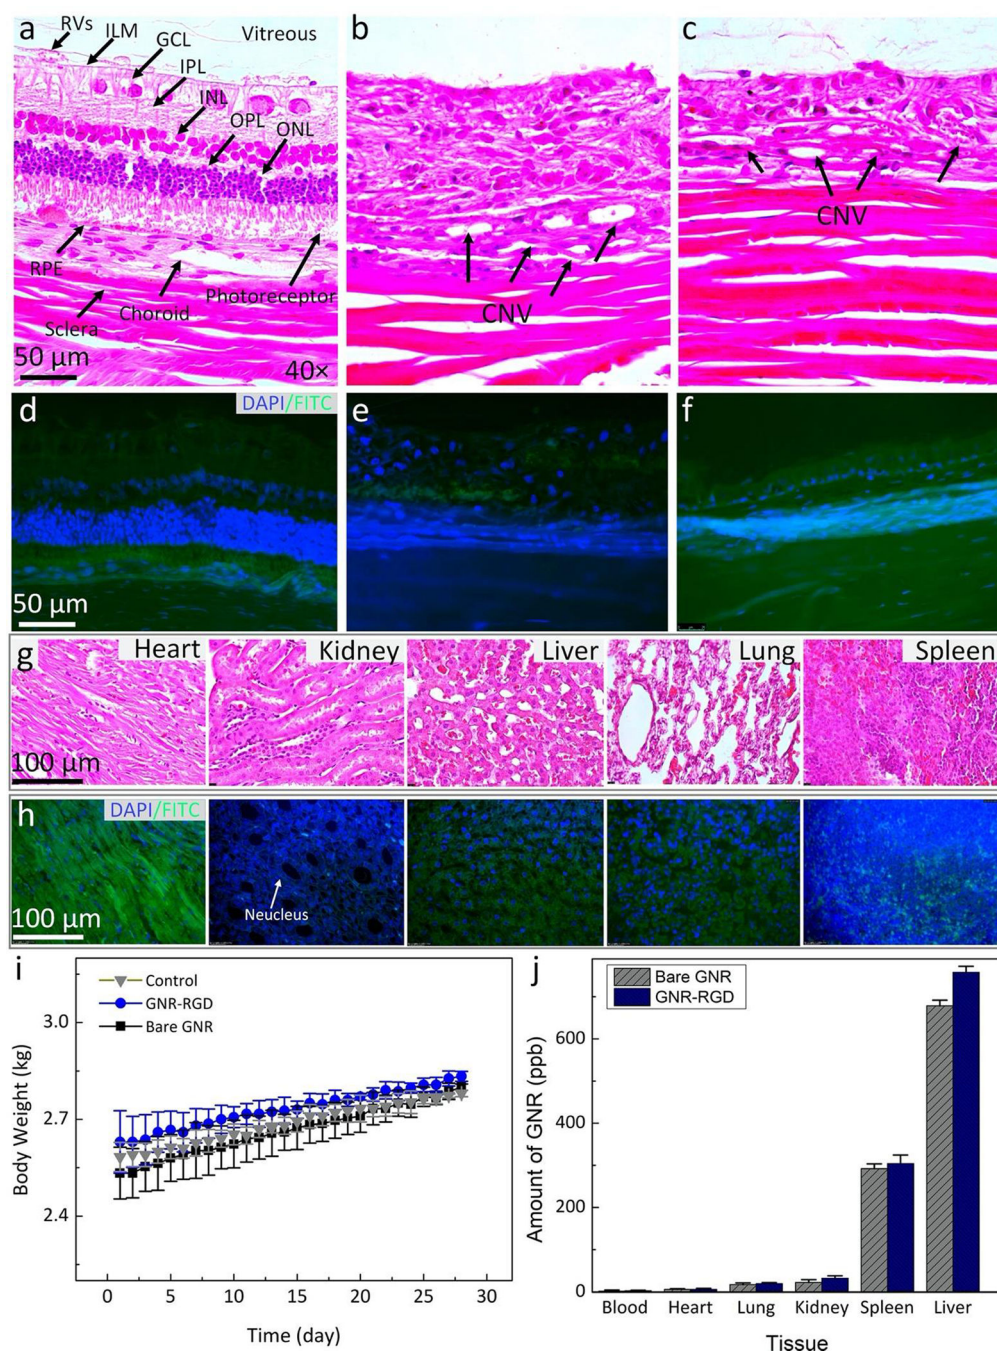 a
RVs
ILM
GCL
Vitreous
IPL
INL
OPL
ONL
RPE
Photoreceptor
Choroid
Sclera
50 μm
40×
b
CNV
c
CNV
d
DAPI/FITC
50 μm
e
f
g
Heart
Kidney
Liver
Lung
Spleen
100 μm
h
DAPI/FITC
Neucleus
100 μm
i
Control
GNR-RGD
Bare GNR
3.0
2.7
2.4
Body Weight (kg)
0 5 10 15 20 25 30
Time (day)
j
Bare GNR
GNR-RGD
600
400
200
0
Amount of GNR (ppb)
Blood Heart Lung Kidney Spleen Liver
Tissue